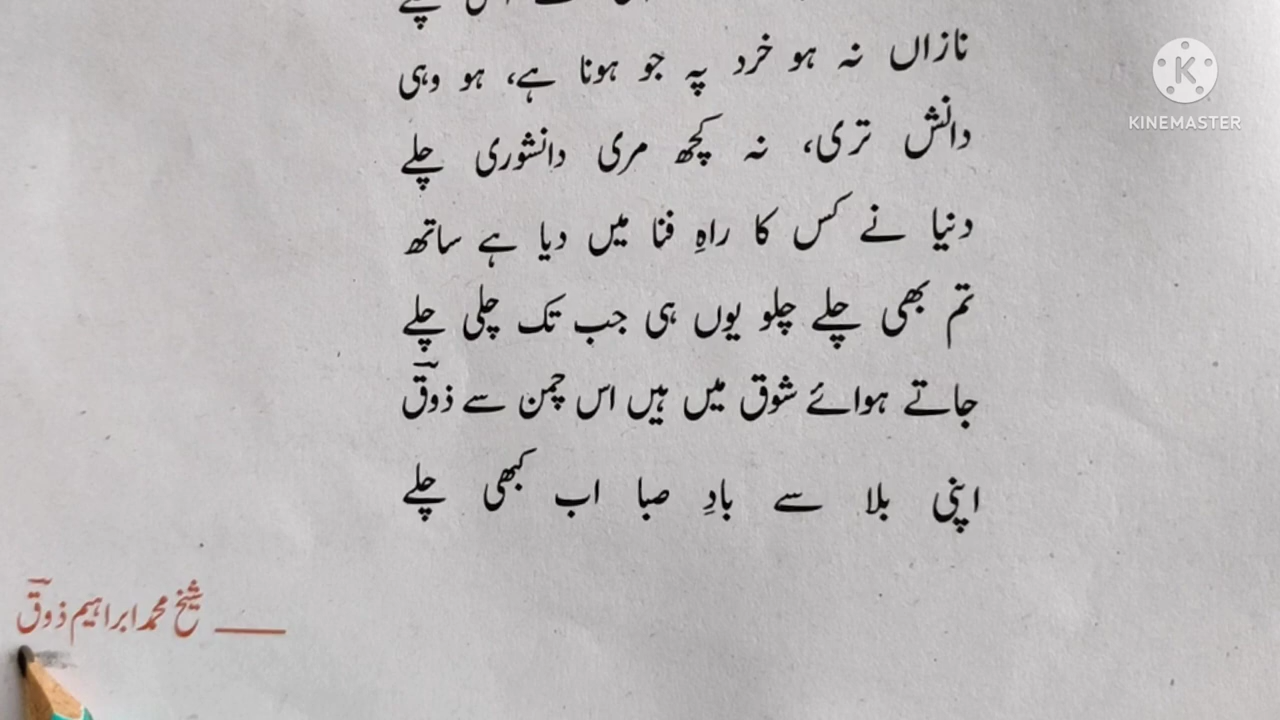 نازاں نہ ہو خرد پہ جو ہونا ہے، ہو وہی
دانش تری، نہ کچھ مری دانشوری چلے
دنیا نے کس کا راہِ فنا میں دیا ہے ساتھ
تم بھی چلے چلو یوں ہی جب تک چلی چلے
جاتے ہوائے شوق میں ہیں اس چمن سے ذوقؔ
اپنی بلا سے بادِ صبا اب کبھی چلے
شیخ محمد ابراہیم ذوقؔ
KINEMASTER